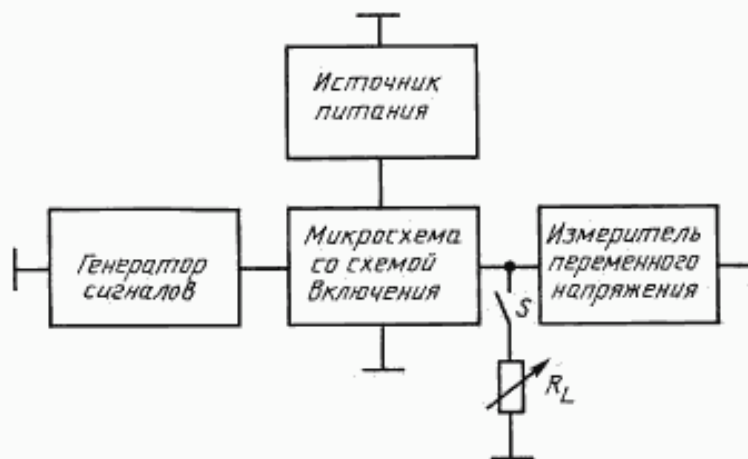 Источник
питания
Генератор
сигналов
Микросхема
со схемой
включения
Измеритель
переменного
напряжения
S
R_L